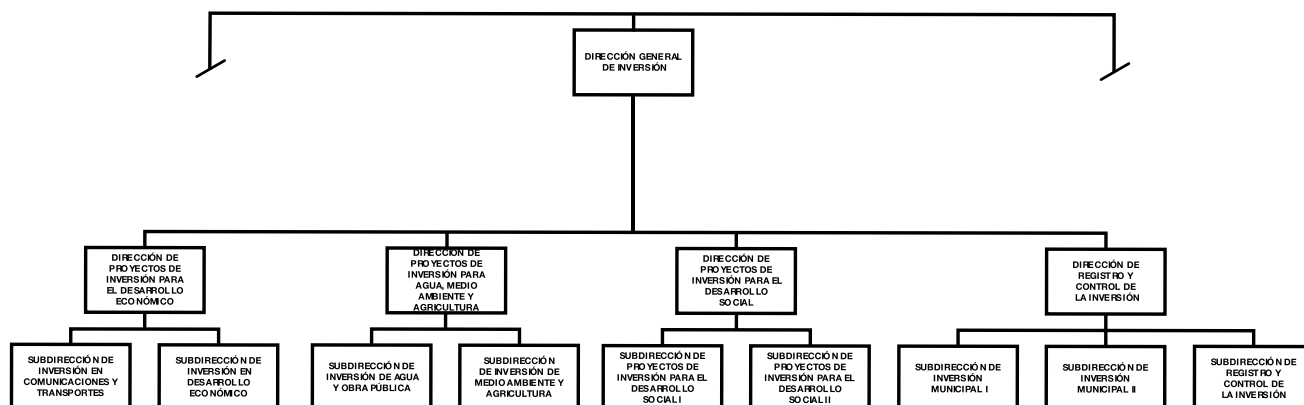 DIRECCIÓN GENERAL
DE INVERSIÓN
DIRECCIÓN DE
PROYECTOS DE
INVERSIÓN PARA
EL DESARROLLO
ECONÓMICO
DIRECCIÓN DE
PROYECTOS DE
INVERSIÓN PARA
AGUA, MEDIO
AMBIENTE Y
AGRICULTURA
DIRECCIÓN DE
PROYECTOS DE
INVERSIÓN PARA EL
DESARROLLO
SOCIAL
DIRECCIÓN DE
REGISTRO Y
CONTROL DE
LA INVERSIÓN
SUBDIRECCIÓN DE
INVERSIÓN EN
COMUNICACIONES Y
TRANSPORTES
SUBDIRECCIÓN DE
INVERSIÓN EN
DESARROLLO
ECONÓMICO
SUBDIRECCIÓN DE
INVERSIÓN DE AGUA
Y OBRA PÚBLICA
SUBDIRECCIÓN
DE INVERSIÓN DE
MEDIO AMBIENTE Y
AGRICULTURA
SUBDIRECCIÓN DE
PROYECTOS DE
INVERSIÓN PARA EL
DESARROLLO
SOCIAL I
SUBDIRECCIÓN DE
PROYECTOS DE
INVERSIÓN PARA EL
DESARROLLO
SOCIAL II
SUBDIRECCIÓN DE
INVERSIÓN
MUNICIPAL I
SUBDIRECCIÓN DE
INVERSIÓN
MUNICIPAL II
SUBDIRECCIÓN DE
REGISTRO Y
CONTROL DE
LA INVERSIÓN